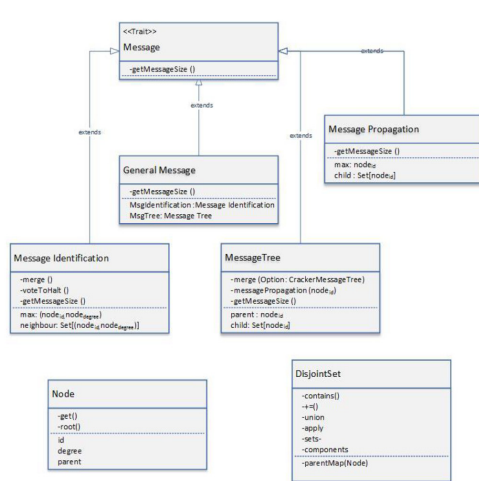 <<Trait>>
Message
-getMessageSize ()
extends
extends
extends
extends
Message Propagation
-getMessageSize ()
max: node_id
child : Set[node_id]
General Message
-getMessageSize ()
MsgIdentification :Message Identification
MsgTree: Message Tree
Message Identification
-merge ()
-voteToHalt ()
-getMessageSize ()
max: (node_id,node_degree)
neighbour: Set[(node_id,node_degree)]
MessageTree
-merge (Option: CrackerMessageTree)
-messagePropagation (node_id)
-getMessageSize()
parent : node_id
child: Set[node_id]
Node
-get()
-root()
id
degree
parent
DisjointSet
-contains()
-+=()
-union
-apply
-sets-
-components
-parentMap(Node)